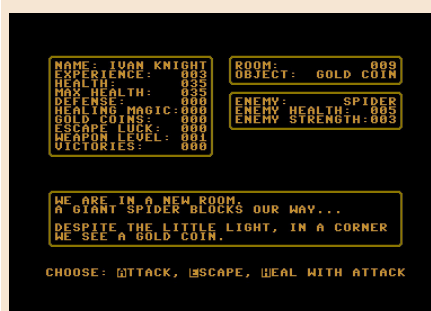 NAME: IVAN KNIGHT
EXPERIENCE: 003
HEALTH: 035
MAX HEALTH: 035
DEFENSE: 000
HEALING MAGIC:000
GOLD COINS: 000
ESCAPE LUCK: 000
WEAPON LEVEL: 001
VICTORIES: 000
ROOM: 009
OBJECT: GOLD COIN
ENEMY: SPIDER
ENEMY HEALTH: 005
ENEMY STRENGTH:003
WE ARE IN A NEW ROOM.
A GIANT SPIDER BLOCKS OUR WAY...
DESPITE THE LITTLE LIGHT, IN A CORNER
WE SEE A GOLD COIN.
CHOOSE: ATTACK, ESCAPE, HEAL WITH ATTACK